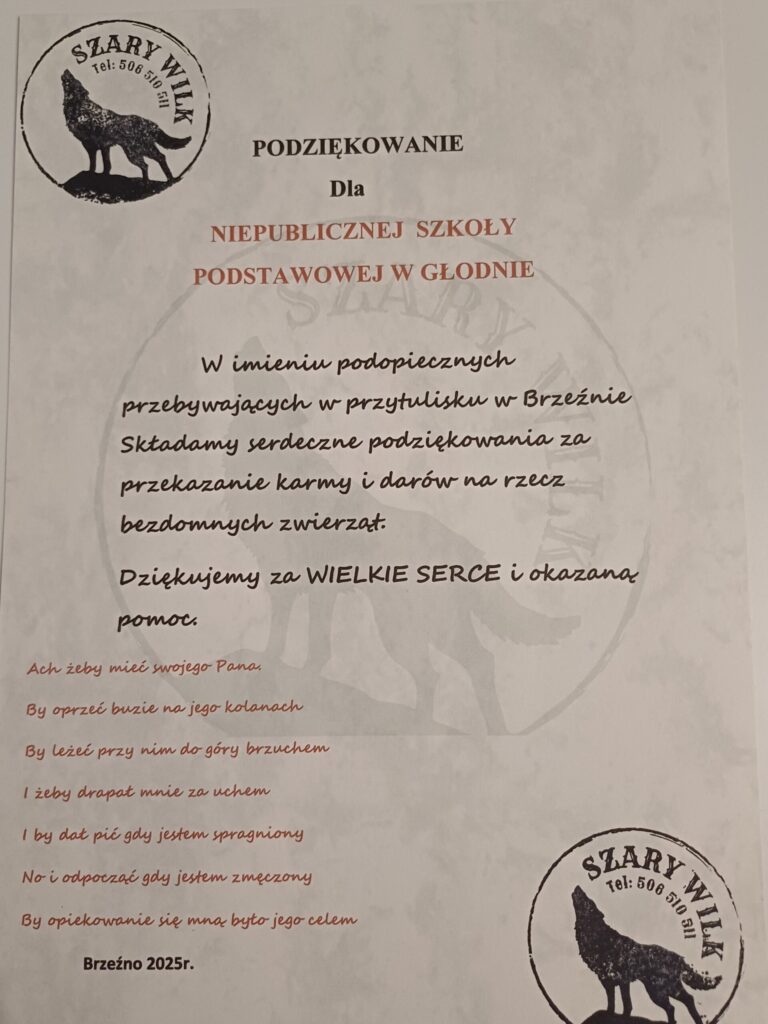 SZARY WILK
Tel: 506 510 511
PODZIĘKOWANIE
Dla
NIEPUBLICZNEJ SZKOŁY
PODSTAWOWEJ W GŁODNIE
SZARY WILK
W imieniu podopiecznych
przebywających w przytulisku w Brzeźnie
Składamy serdeczne podziękowania za
przekazanie karmy i darów na rzecz
bezdomnych zwierząt.
Dziękujemy za WIELKIE SERCE i okazaną
pomoc.
Ach żeby mieć swojego Pana.
By oprzeć buzie na jego kolanach
By leżeć przy nim do góry brzuchem
I żeby drapał mnie za uchem
I by dał pić gdy jestem spragniony
No i odpocząć gdy jestem zmęczony
By opiekowanie się mną było jego celem
Brzeźno 2025r.
SZARY WILK
Tel: 506 510 511